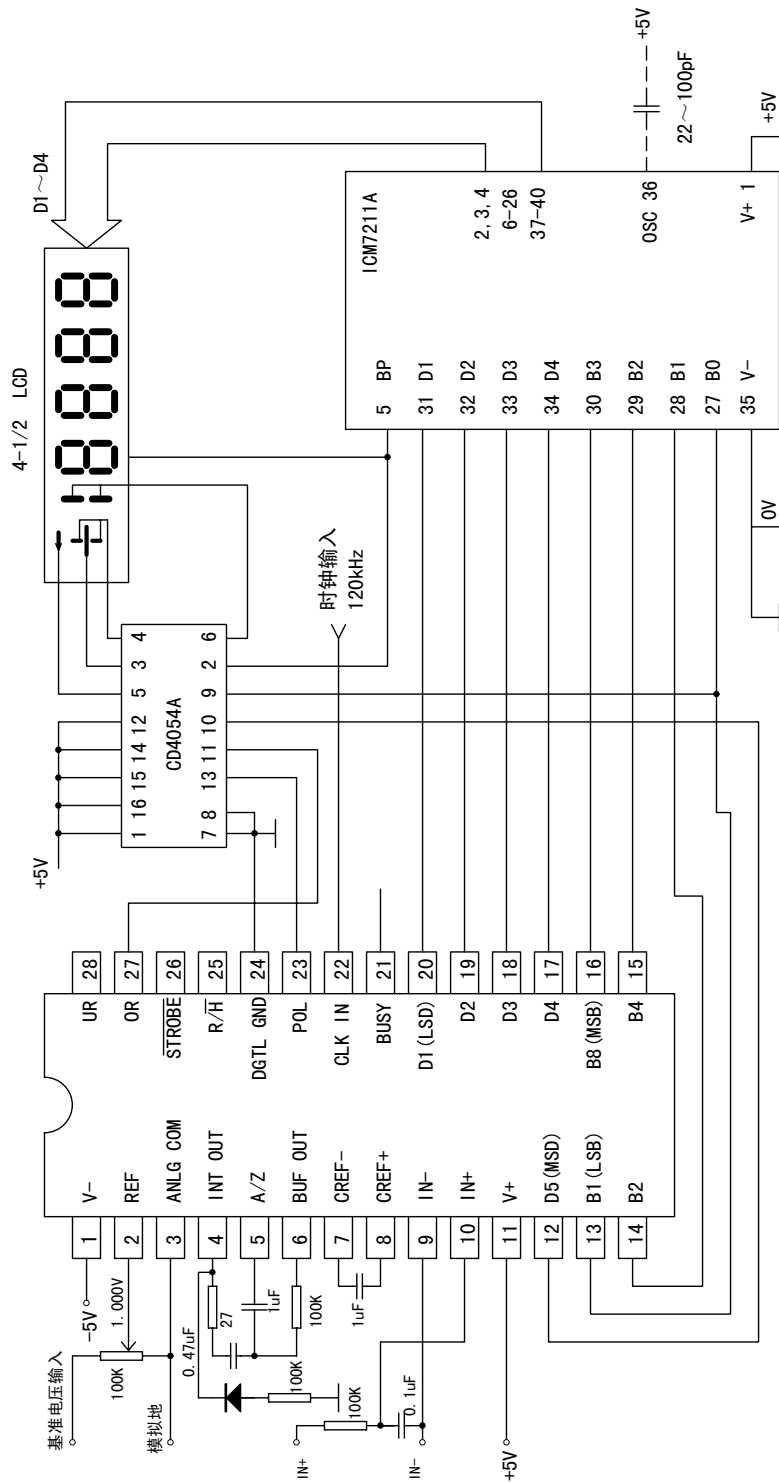 4-1/2 LCD
D1～D4
+5V
1 16 15 14 12 5 3 4
CD4054A
7 8 13 11 10 9 2 6
时钟输入
120kHz
ICM7211A
5 BP
31 D1
32 D2
33 D3
34 D4
30 B3
29 B2
28 B1
27 B0
35 V-
2,3,4
6-26
37-40
OSC 36
V+ 1
+5V
22～100pF
+5V
0V
28 UR
27 OR
26 STROBE
25 R/H
24 DGTL GND
23 POL
22 CLK IN
21 BUSY
20 D1(LSD)
19 D2
18 D3
17 D4
16 B8(MSB)
15 B4
1 V-
2 REF
3 ANLG COM
4 INT OUT
5 A/Z
6 BUF OUT
7 CREF-
8 CREF+
9 IN-
10 IN+
11 V+
12 D5(MSD)
13 B1(LSB)
14 B2
-5V
1.000V
基准电压输入
100K
模拟地
27
0.47uF
1uF
100K
100K
1uF
IN+
100K
0.1uF
IN-
+5V